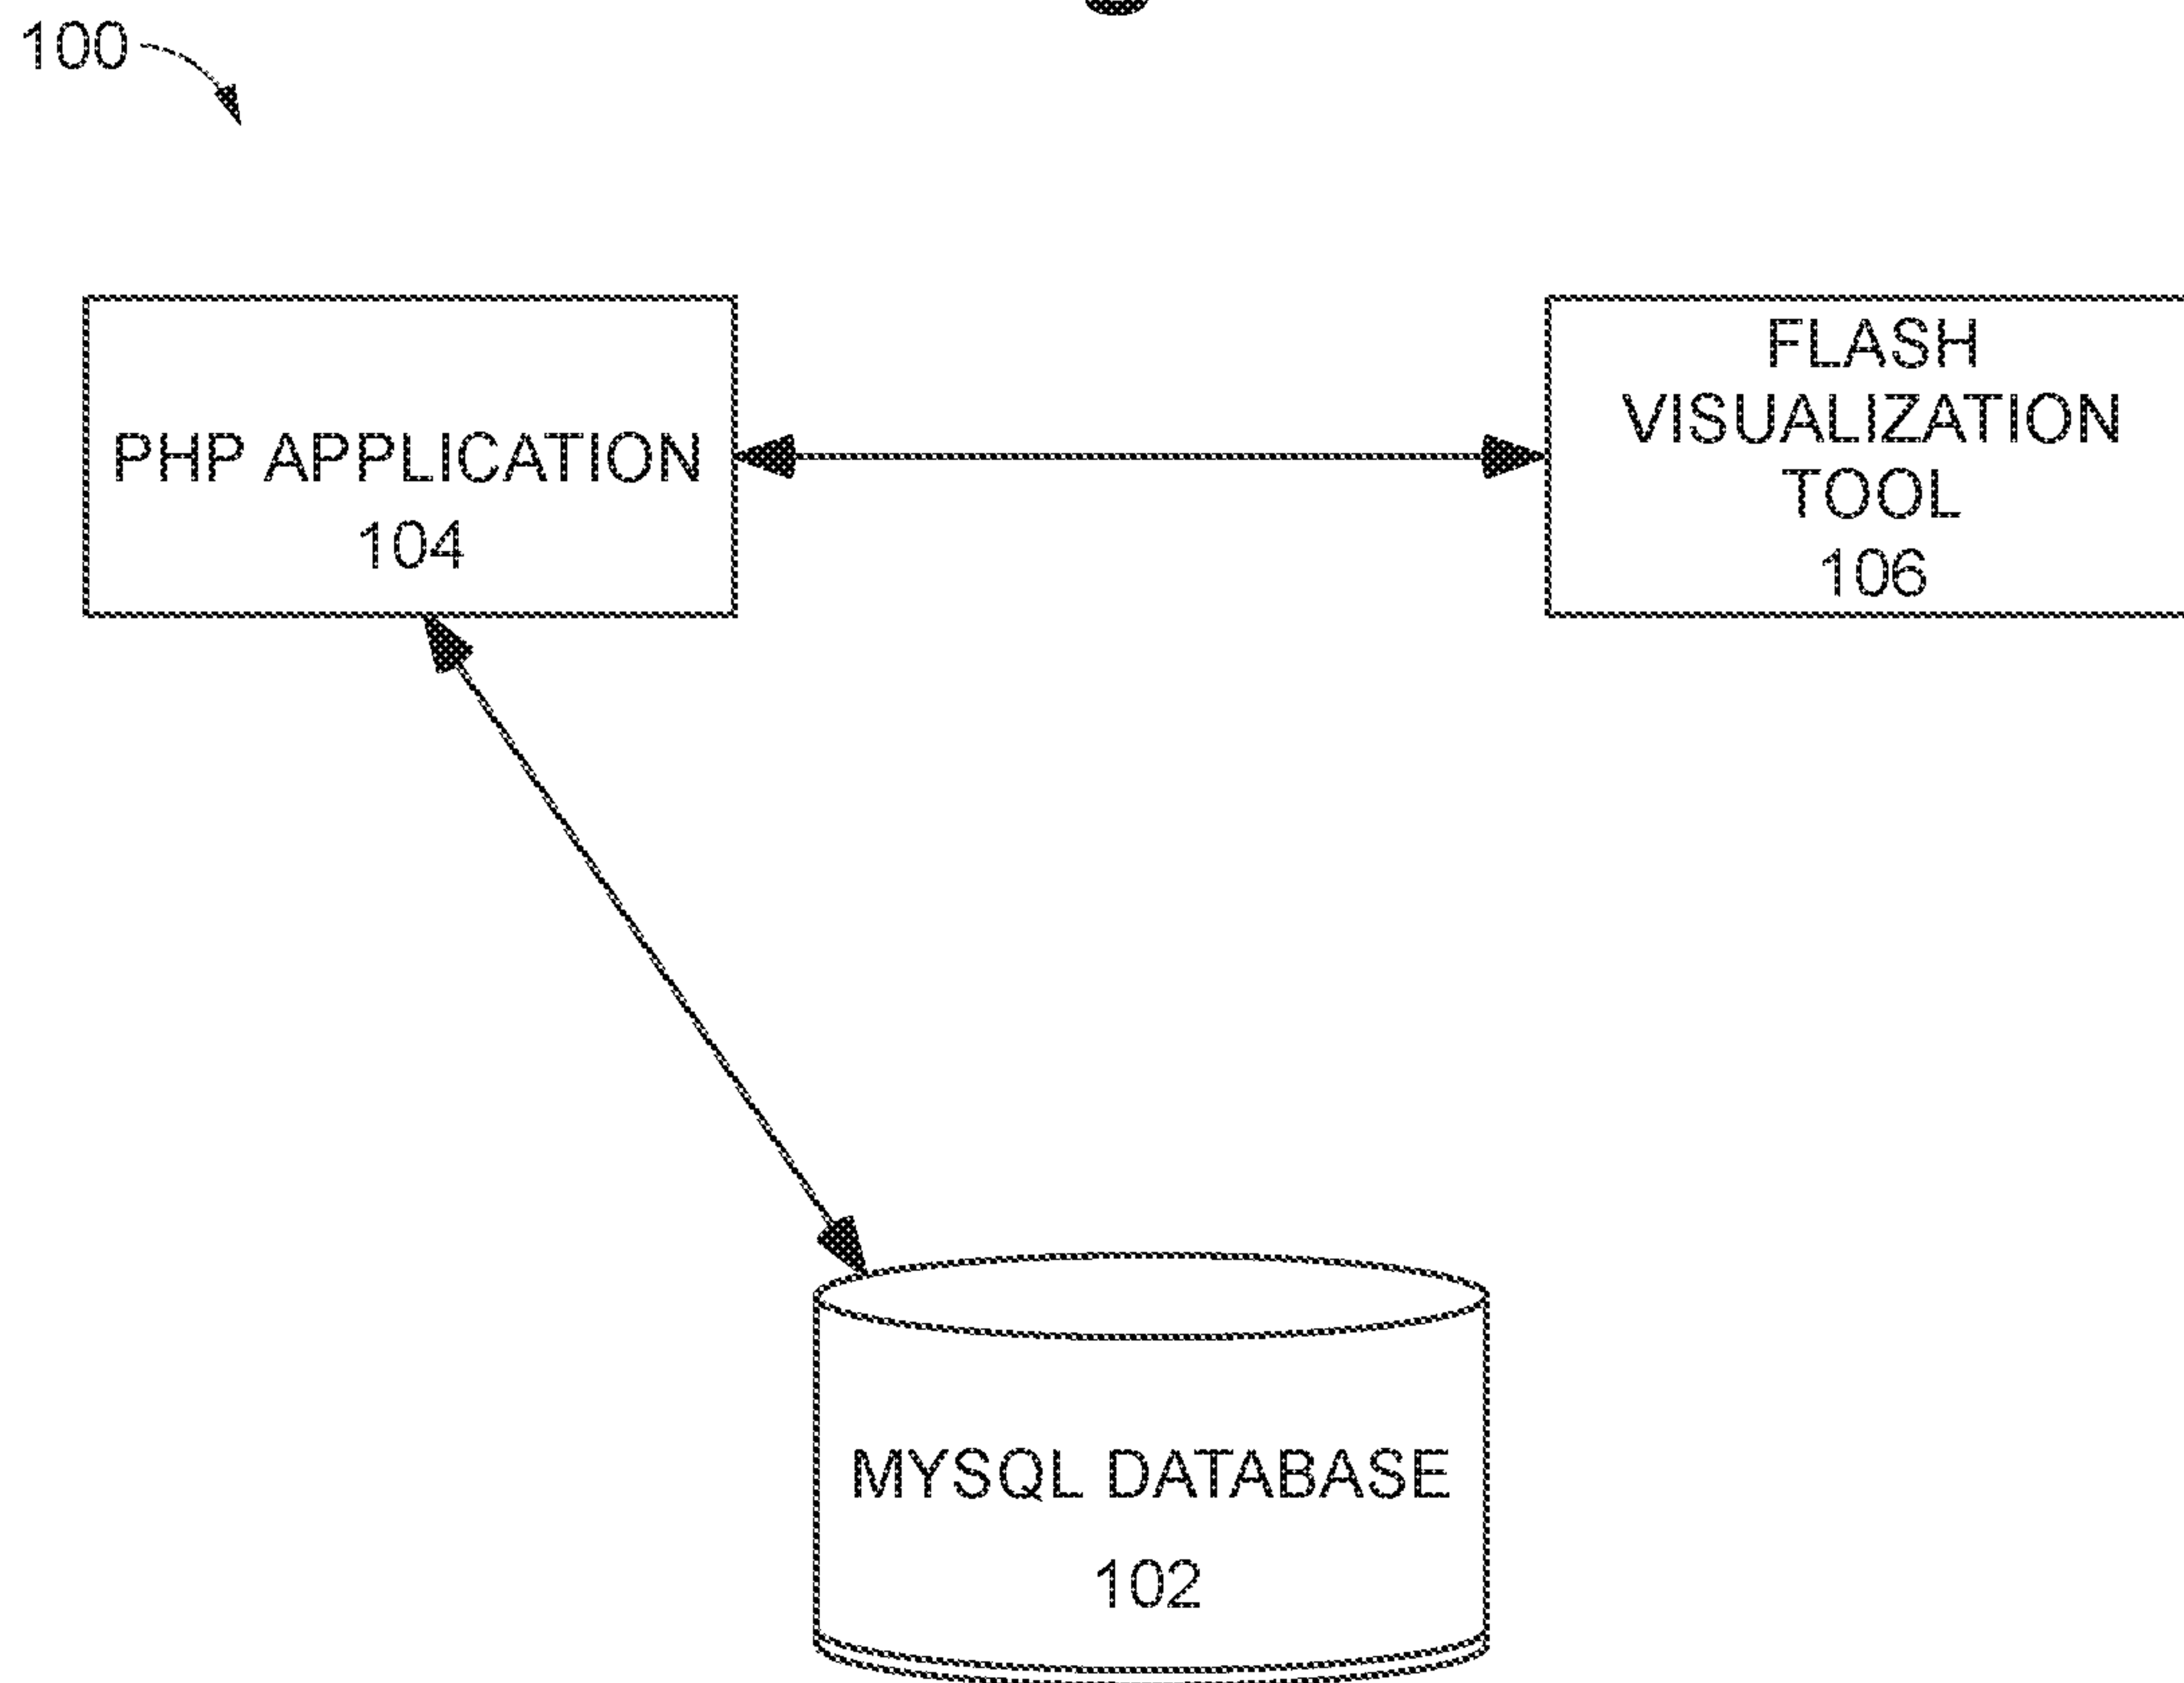 100
PHP APPLICATION
104
FLASH
VISUALIZATION
TOOL
106
MYSQL DATABASE
102